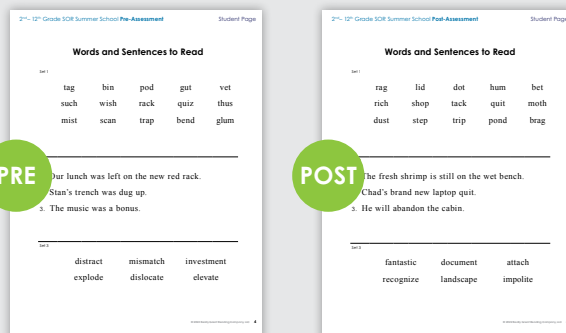 2nd– 12th Grade SOR Summer School Pre-Assessment Student Page
Words and Sentences to Read
Set 1
tag bin pod gut vet
such wish rack quiz thus
mist scan trap bend glum
PRE
Our lunch was left on the new red rack.
Stan's trench was dug up.
3. The music was a bonus.
Set 3
distract mismatch investment
explode dislocate elevate
4
2nd– 12th Grade SOR Summer School Post-Assessment Student Page
Words and Sentences to Read
Set 1
rag lid dot hum bet
rich shop tack quit moth
dust step trip pond brag
POST
The fresh shrimp is still on the wet bench.
Chad's brand new laptop quit.
3. He will abandon the cabin.
Set 3
fantastic document attach
recognize landscape impolite